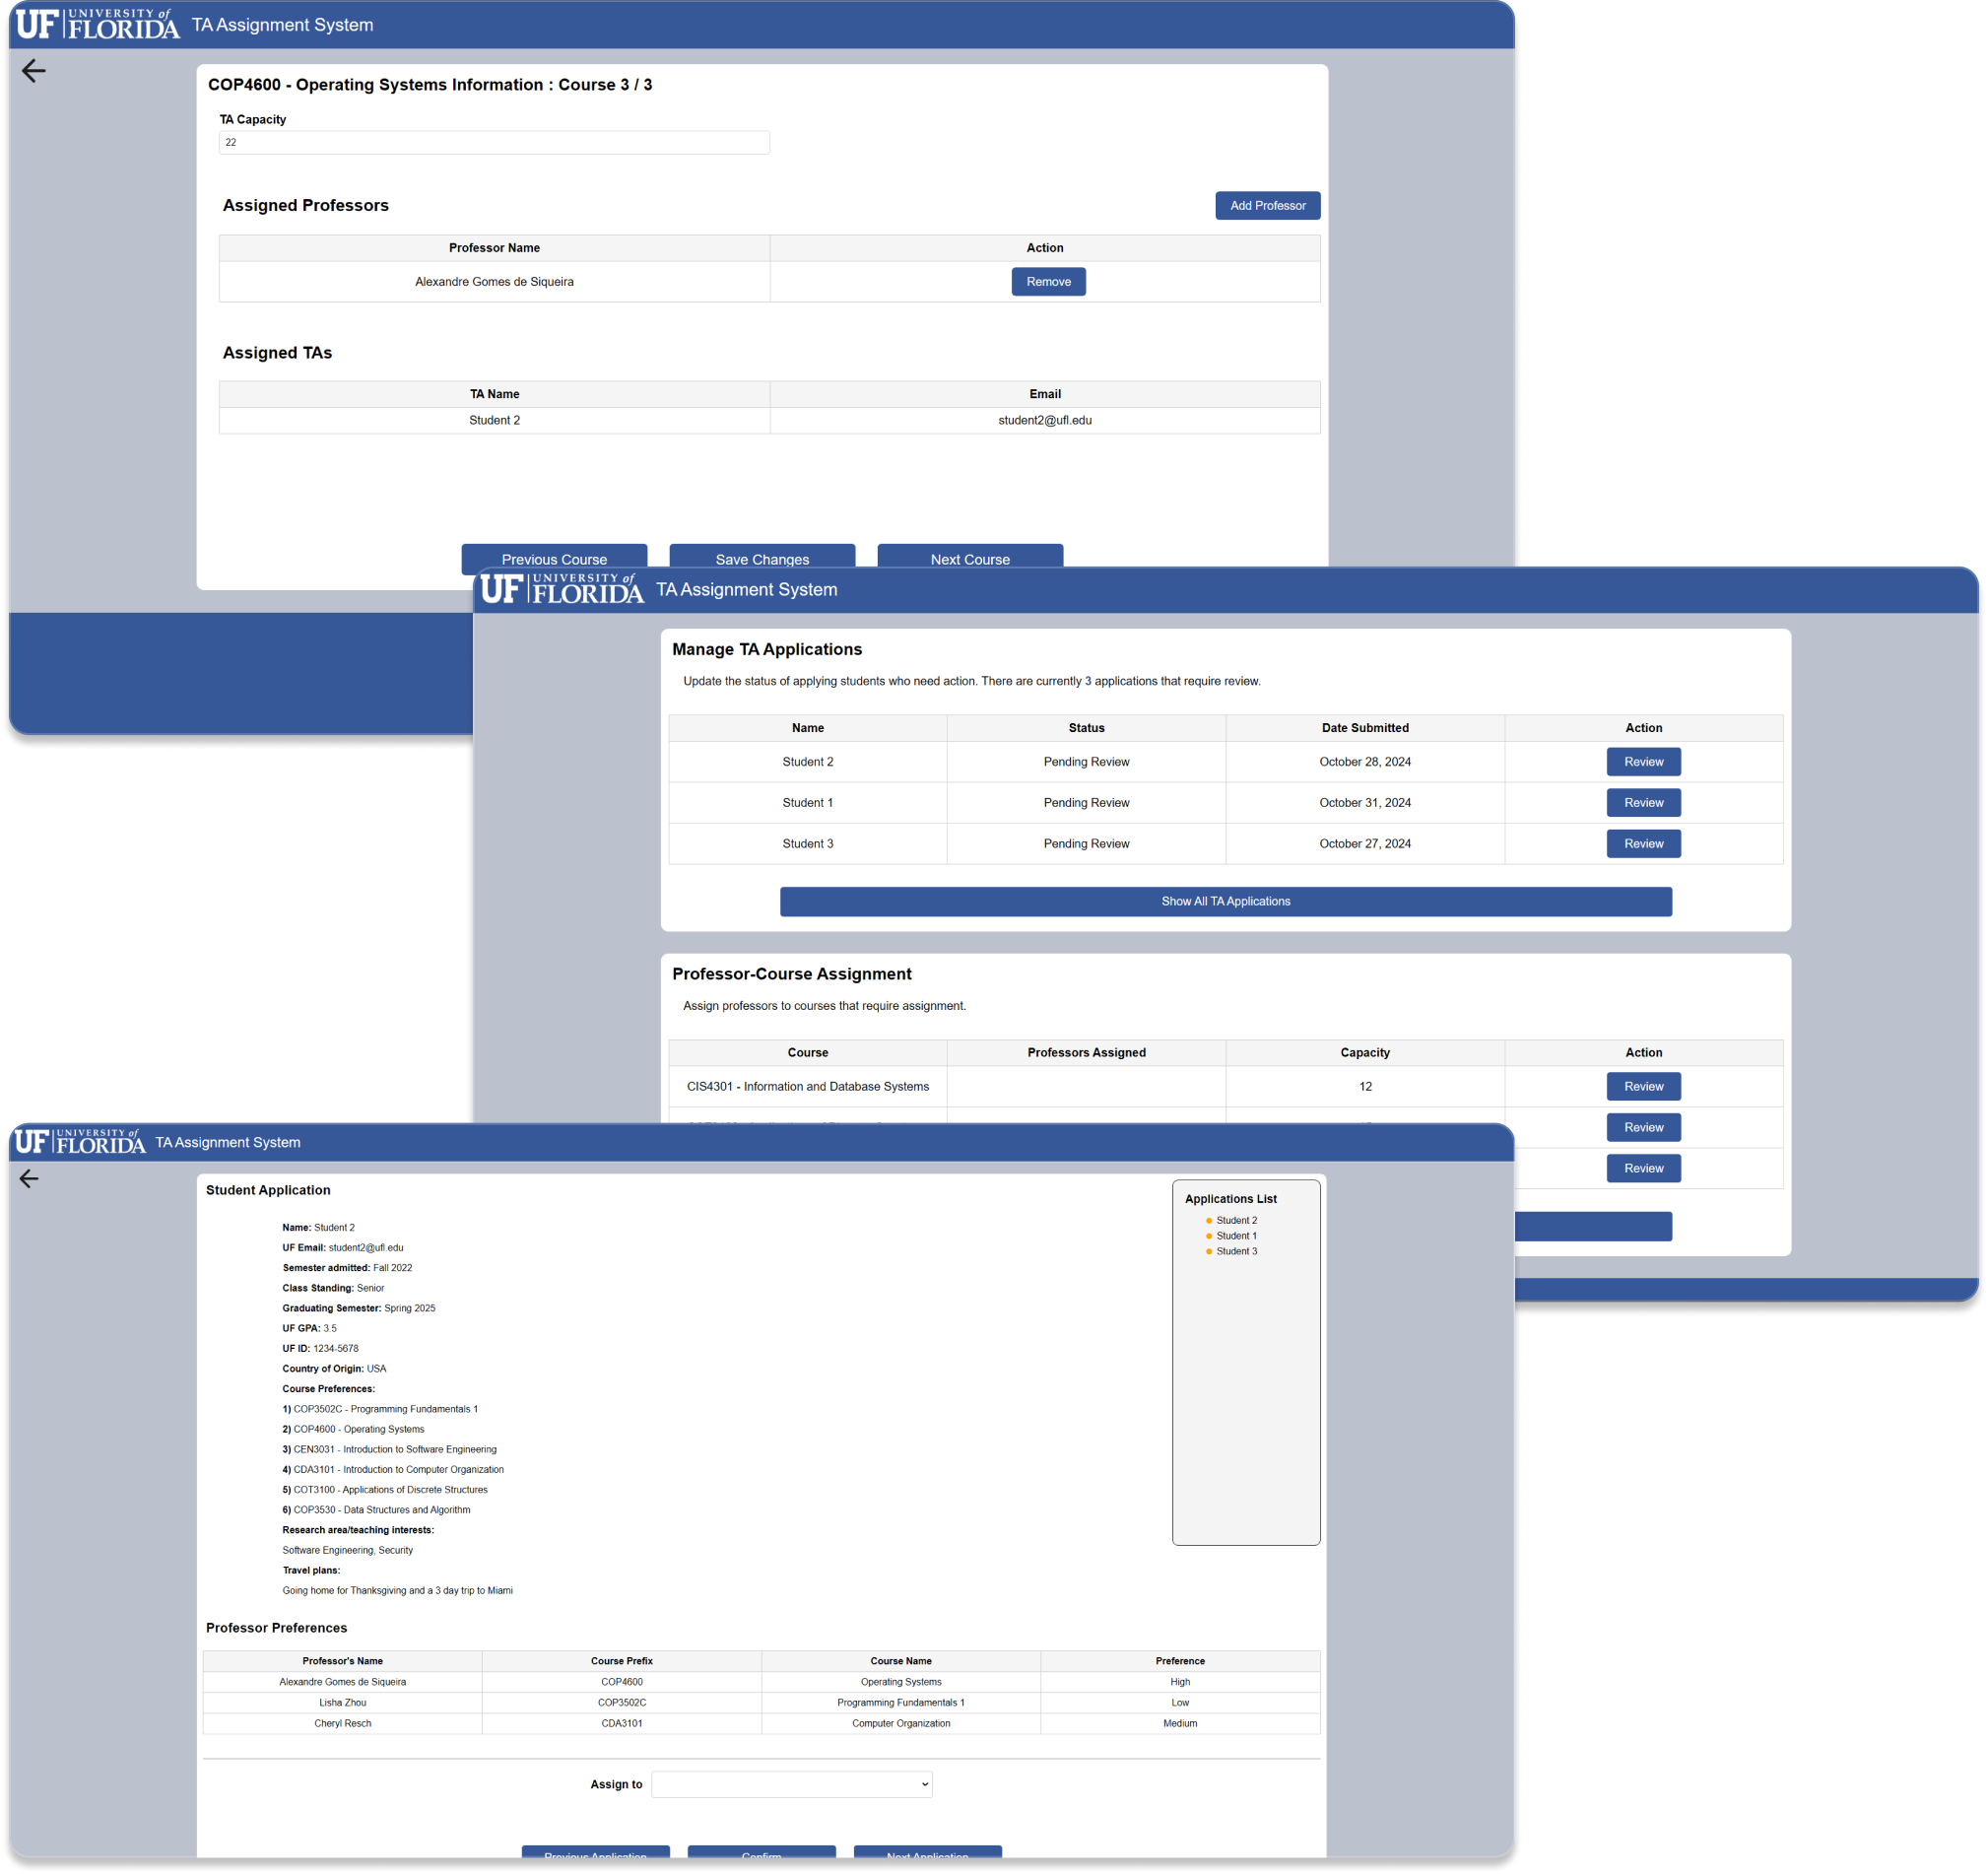 UF UNIVERSITY of FLORIDA TA Assignment System
COP4600 - Operating Systems Information : Course 3 / 3
TA Capacity
22
Assigned Professors Add Professor
Professor Name Action
Alexandre Gomes de Siqueira Remove
Assigned TAs
TA Name Email
Student 2 student2@ufl.edu
Previous Course Save Changes Next Course
UF UNIVERSITY of FLORIDA TA Assignment System
Manage TA Applications
Update the status of applying students who need action. There are currently 3 applications that require review.
Name Status Date Submitted Action
Student 2 Pending Review October 28, 2024 Review
Student 1 Pending Review October 31, 2024 Review
Student 3 Pending Review October 27, 2024 Review
Show All TA Applications
Professor-Course Assignment
Assign professors to courses that require assignment.
Course Professors Assigned Capacity Action
CIS4301 - Information and Database Systems 12 Review
Review
Review
UF UNIVERSITY of FLORIDA TA Assignment System
Student Application
Name: Student 2
UF Email: student2@ufl.edu
Semester admitted: Fall 2022
Class Standing: Senior
Graduating Semester: Spring 2025
UF GPA: 3.5
UF ID: 1234-5678
Country of Origin: USA
Course Preferences:
1) COP3502C - Programming Fundamentals 1
2) COP4600 - Operating Systems
3) CEN3031 - Introduction to Software Engineering
4) CDA3101 - Introduction to Computer Organization
5) COT3100 - Applications of Discrete Structures
6) COP3530 - Data Structures and Algorithm
Research area/teaching interests:
Software Engineering, Security
Travel plans:
Going home for Thanksgiving and a 3 day trip to Miami
Applications List
Student 2
Student 1
Student 3
Professor Preferences
Professor's Name Course Prefix Course Name Preference
Alexandre Gomes de Siqueira COP4600 Operating Systems High
Lisha Zhou COP3502C Programming Fundamentals 1 Low
Cheryl Resch CDA3101 Computer Organization Medium
Assign to
Previous Application Confirm Next Application